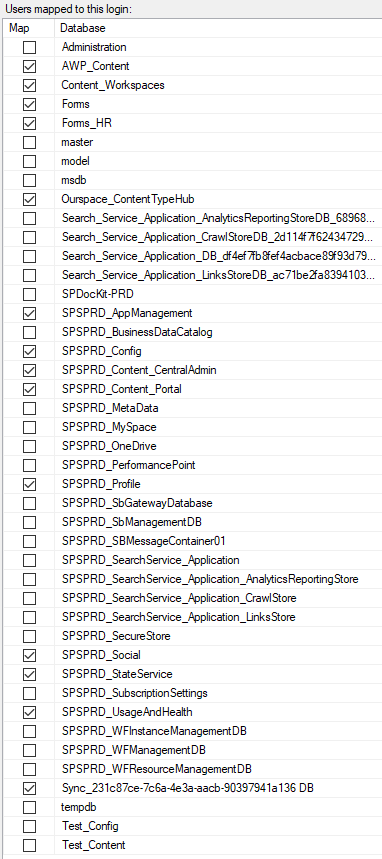 Users mapped to this login:
Map Database
Administration
AWP_Content
Content_Workspaces
Forms
Forms_HR
master
model
msdb
Ourspace_ContentTypeHub
Search_Service_Application_AnalyticsReportingStoreDB_68968...
Search_Service_Application_CrawlStoreDB_2d114f7f62434729...
Search_Service_Application_DB_df4ef7fb8fef4acbace89f93d79...
Search_Service_Application_LinksStoreDB_ac71be2fa8394103...
SPDocKit-PRD
SPSPRD_AppManagement
SPSPRD_BusinessDataCatalog
SPSPRD_Config
SPSPRD_Content_CentralAdmin
SPSPRD_Content_Portal
SPSPRD_MetaData
SPSPRD_MySpace
SPSPRD_OneDrive
SPSPRD_PerformancePoint
SPSPRD_Profile
SPSPRD_SbGatewayDatabase
SPSPRD_SbManagementDB
SPSPRD_SBMessageContainer01
SPSPRD_SearchService_Application
SPSPRD_SearchService_Application_AnalyticsReportingStore
SPSPRD_SearchService_Application_CrawlStore
SPSPRD_SearchService_Application_LinksStore
SPSPRD_SecureStore
SPSPRD_Social
SPSPRD_StateService
SPSPRD_SubscriptionSettings
SPSPRD_UsageAndHealth
SPSPRD_WFInstanceManagementDB
SPSPRD_WFManagementDB
SPSPRD_WFResourceManagementDB
Sync_231c87ce-7c6a-4e3a-aacb-90397941a136 DB
tempdb
Test_Config
Test_Content